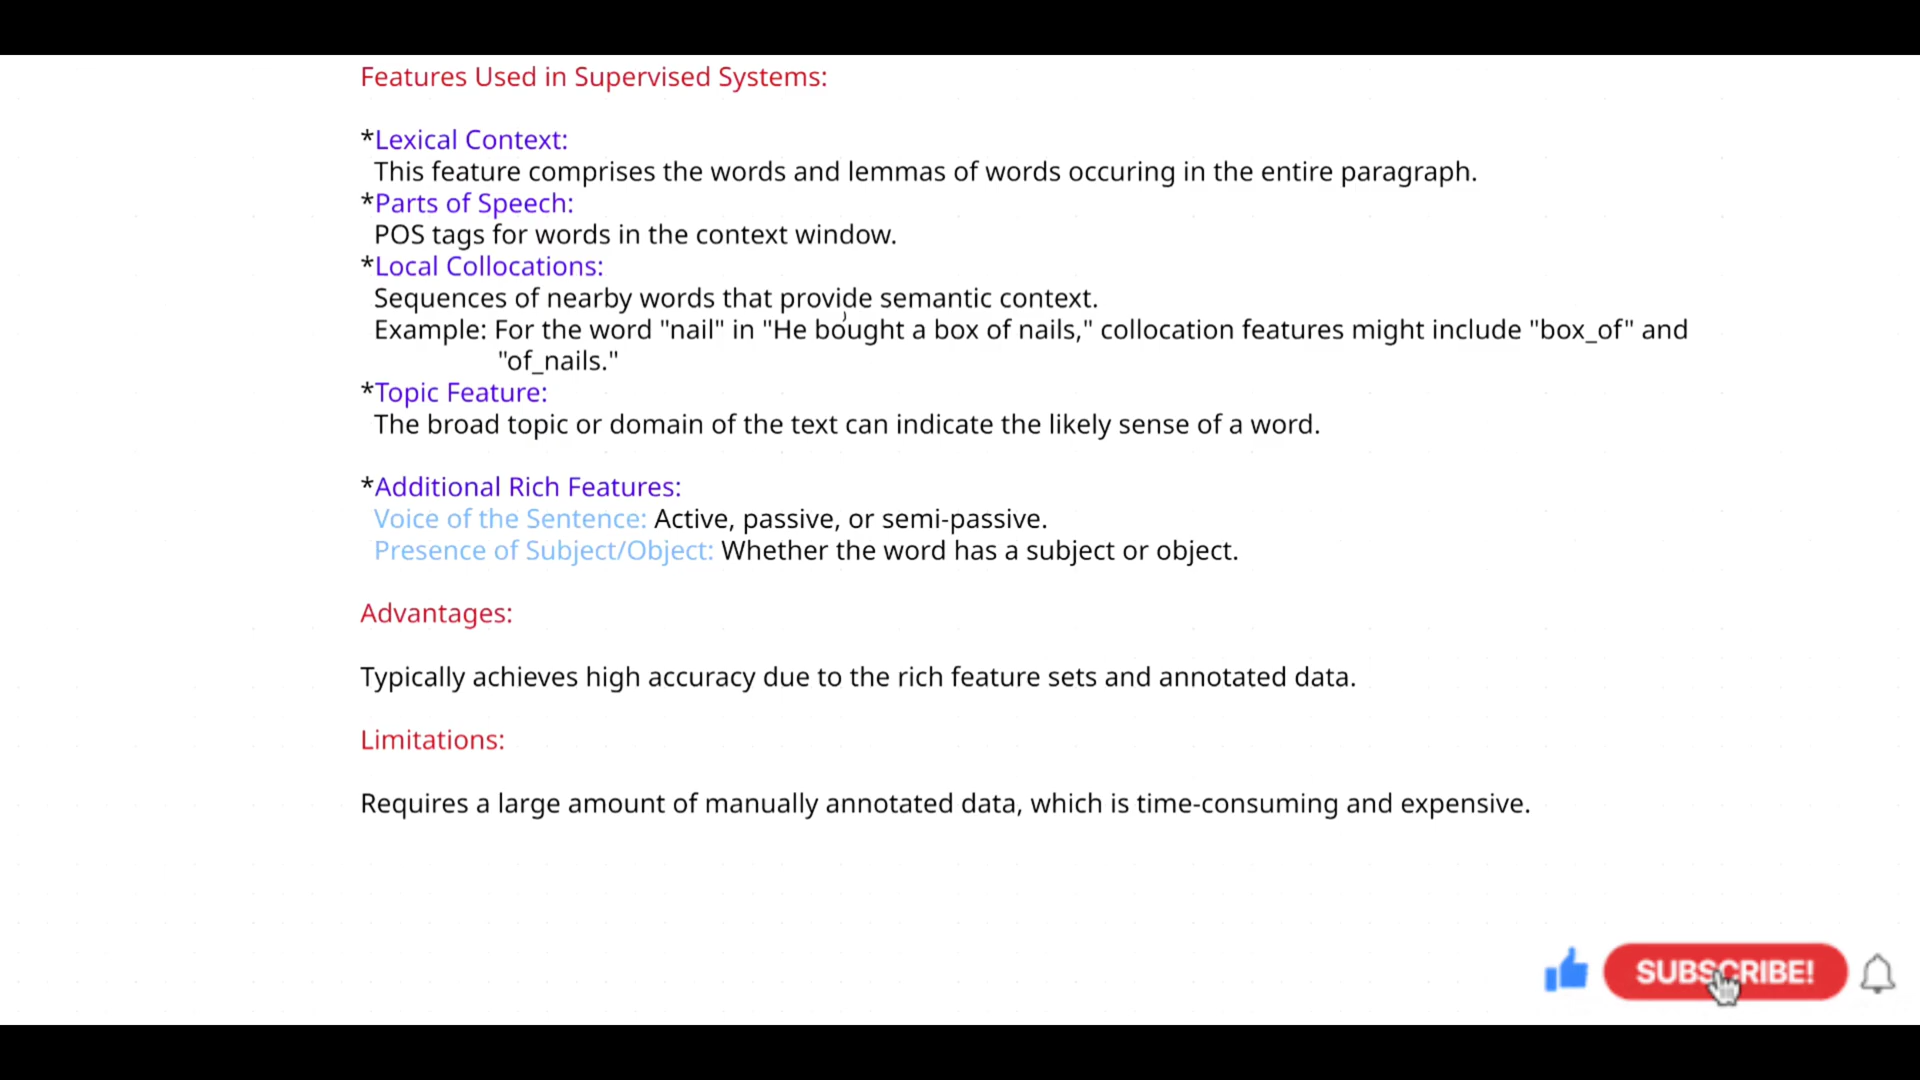 Features Used in Supervised Systems:
*Lexical Context:
This feature comprises the words and lemmas of words occuring in the entire paragraph.
*Parts of Speech:
POS tags for words in the context window.
*Local Collocations:
Sequences of nearby words that provide semantic context.
Example: For the word "nail" in "He bought a box of nails," collocation features might include "box_of" and
"of_nails."
*Topic Feature:
The broad topic or domain of the text can indicate the likely sense of a word.
*Additional Rich Features:
Voice of the Sentence: Active, passive, or semi-passive.
Presence of Subject/Object: Whether the word has a subject or object.
Advantages:
Typically achieves high accuracy due to the rich feature sets and annotated data.
Limitations:
Requires a large amount of manually annotated data, which is time-consuming and expensive.
SUBSCRIBE!